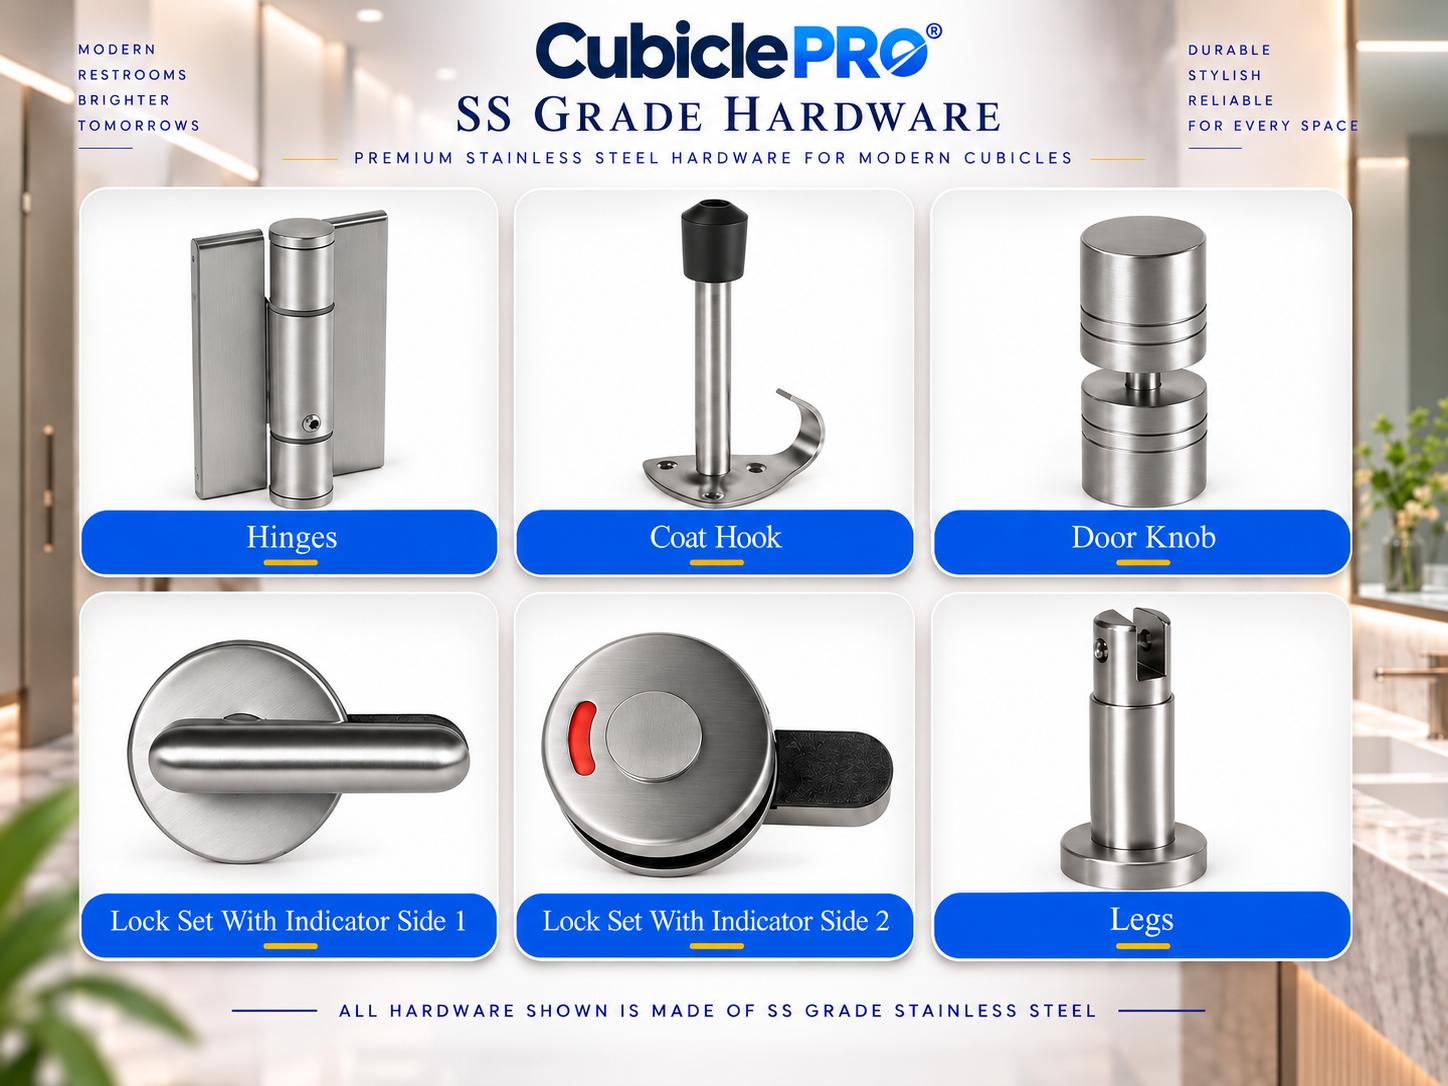 MODERN
RESTROOMS
BRIGHTER
TOMORROWS
CubiclePRO®
SS GRADE HARDWARE
PREMIUM STAINLESS STEEL HARDWARE FOR MODERN CUBICLES
DURABLE
STYLISH
RELIABLE
FOR EVERY SPACE
Hinges
Coat Hook
Door Knob
Lock Set With Indicator Side 1
Lock Set With Indicator Side 2
Legs
ALL HARDWARE SHOWN IS MADE OF SS GRADE STAINLESS STEEL